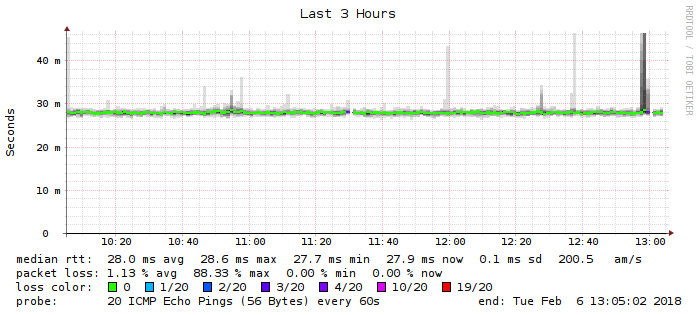 Last 3 Hours
RRDTOOL / TOBI OETIKER
Seconds
40 m
30 m
20 m
10 m
0
10:20 10:40 11:00 11:20 11:40 12:00 12:20 12:40 13:00
median rtt: 28.0 ms avg 28.6 ms max 27.7 ms min 27.9 ms now 0.1 ms sd 200.5 am/s
packet loss: 1.13 % avg 88.33 % max 0.00 % min 0.00 % now
loss color: 0 1/20 2/20 3/20 4/20 10/20 19/20
probe: 20 ICMP Echo Pings (56 Bytes) every 60s end: Tue Feb 6 13:05:02 2018